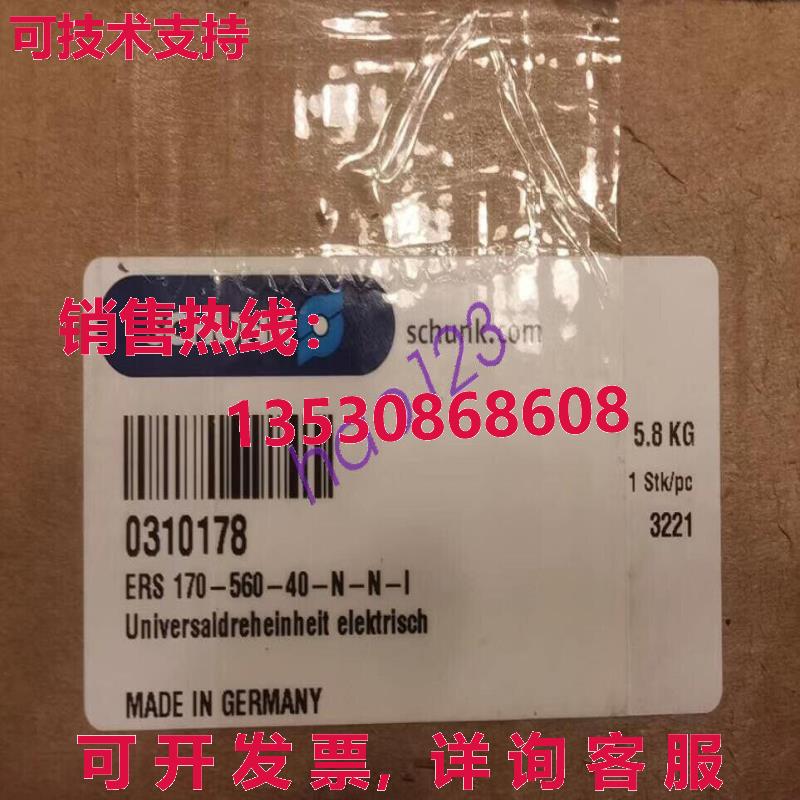 可技术支持
销售热线:
schunk.com
hao123
13530868608
5.8 KG
1 Stk/pc
0310178
3221
ERS 170-560-40-N-N-I
Universaldreheinheit elektrisch
MADE IN GERMANY
可开发票, 详询客服